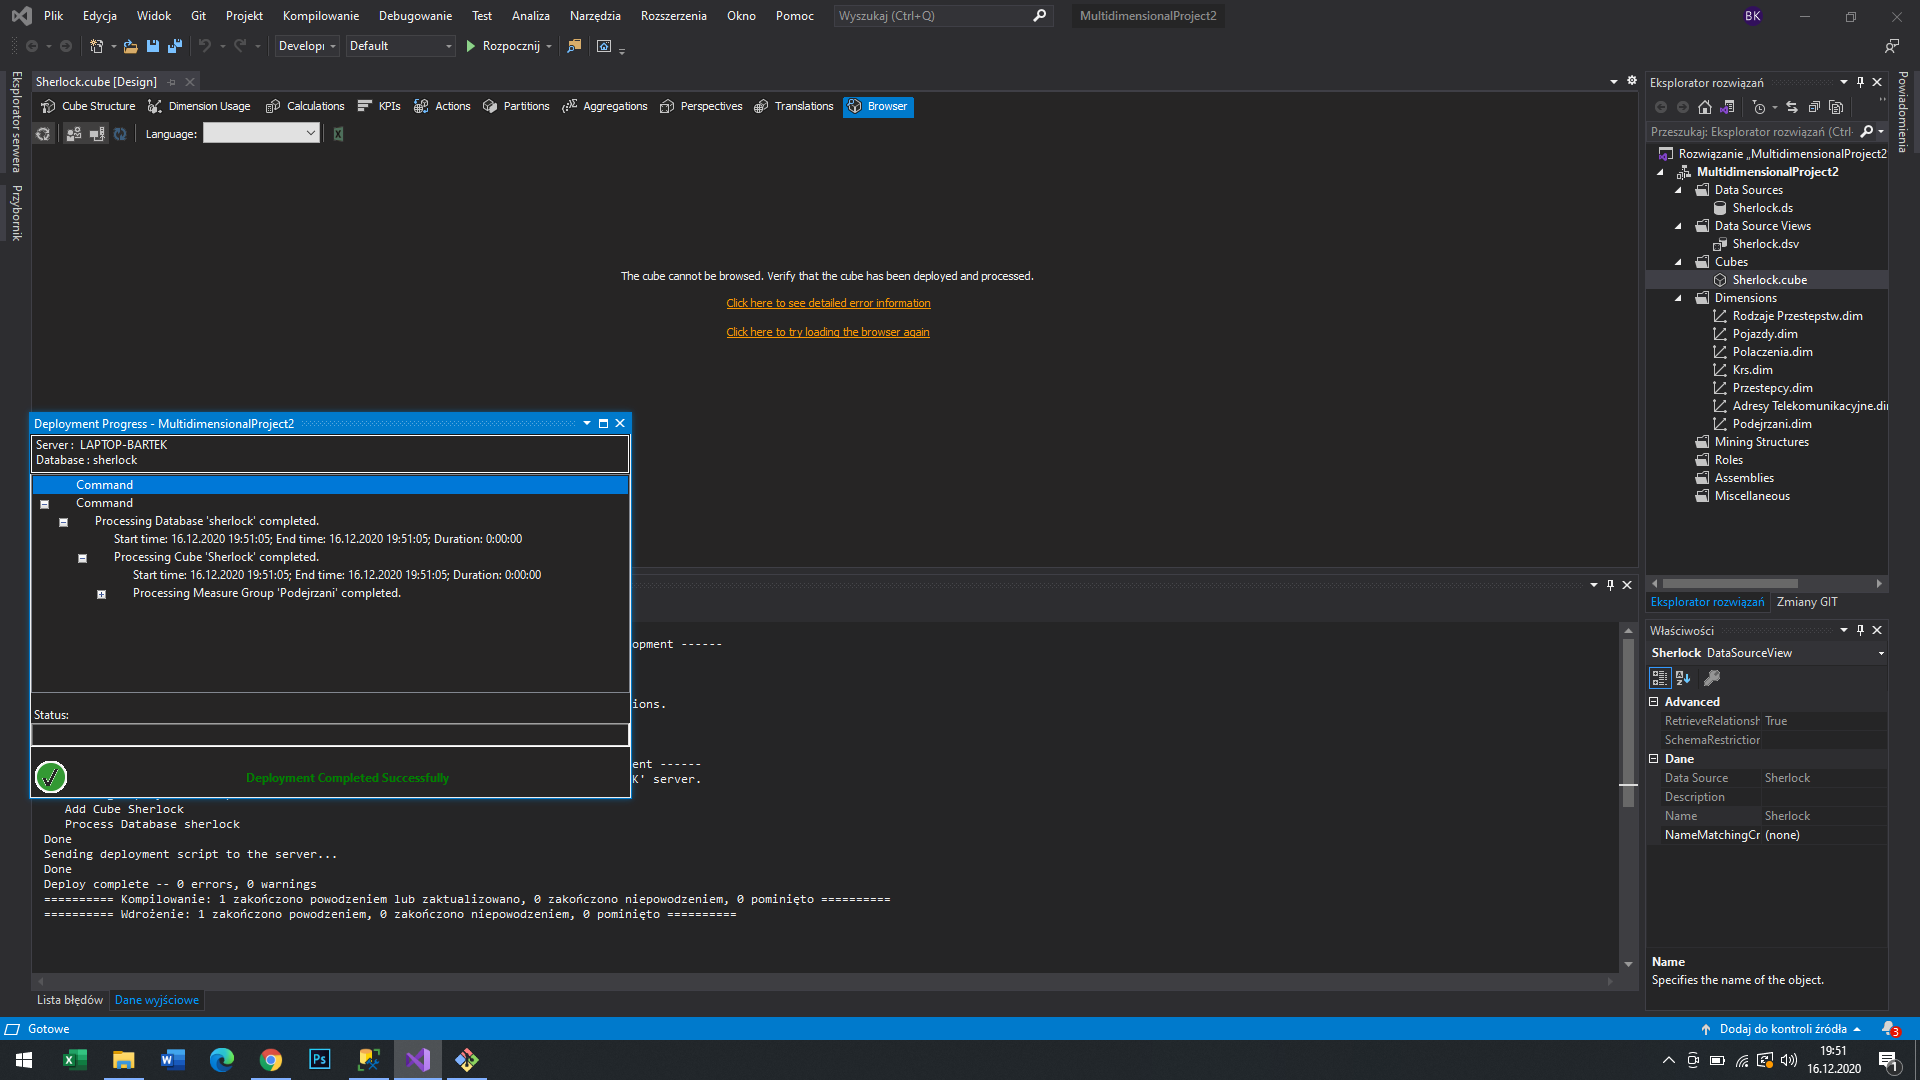 Plik Edycja Widok Git Projekt Kompilowanie Debugowanie Test Analiza Narzędzia Rozszerzenia Okno Pomoc Wyszukaj (Ctrl+Q) MultidimensionalProject2 BK
Develop Default Rozpocznij
Eksplorator serwera
Przybornik
Sherlock.cube [Design]
Cube Structure Dimension Usage Calculations KPIs Actions Partitions Aggregations Perspectives Translations Browser
Language:
The cube cannot be browsed. Verify that the cube has been deployed and processed.
Click here to see detailed error information
Click here to try loading the browser again
Deployment Progress - MultidimensionalProject2
Server : LAPTOP-BARTEK
Database : sherlock
Command
Command
Processing Database 'sherlock' completed.
Start time: 16.12.2020 19:51:05; End time: 16.12.2020 19:51:05; Duration: 0:00:00
Processing Cube 'Sherlock' completed.
Start time: 16.12.2020 19:51:05; End time: 16.12.2020 19:51:05; Duration: 0:00:00
Processing Measure Group 'Podejrzani' completed.
Status:
Deployment Completed Successfully
opment ------
ions.
ent ------
K' server.
Add Cube Sherlock
Process Database sherlock
Done
Sending deployment script to the server...
Done
Deploy complete -- 0 errors, 0 warnings
========== Kompilowanie: 1 zakończono powodzeniem lub zaktualizowano, 0 zakończono niepowodzeniem, 0 pominięto ==========
========== Wdrożenie: 1 zakończono powodzeniem, 0 zakończono niepowodzeniem, 0 pominięto ==========
Lista błędów Dane wyjściowe
Eksplorator rozwiązań
Przeszukaj: Eksplorator rozwiązań (Ctrl-
Rozwiązanie „MultidimensionalProject2
MultidimensionalProject2
Data Sources
Sherlock.ds
Data Source Views
Sherlock.dsv
Cubes
Sherlock.cube
Dimensions
Rodzaje Przestepstw.dim
Pojazdy.dim
Polaczenia.dim
Krs.dim
Przestepcy.dim
Adresy Telekomunikacyjne.di
Podejrzani.dim
Mining Structures
Roles
Assemblies
Miscellaneous
Eksplorator rozwiązań Zmiany GIT
Powiadomienia
Właściwości
Sherlock DataSourceView
Advanced
RetrieveRelationsh True
SchemaRestriction
Dane
Data Source Sherlock
Description
Name Sherlock
NameMatchingCr (none)
Name
Specifies the name of the object.
Gotowe Dodaj do kontroli źródła 3
19:51
16.12.2020
1